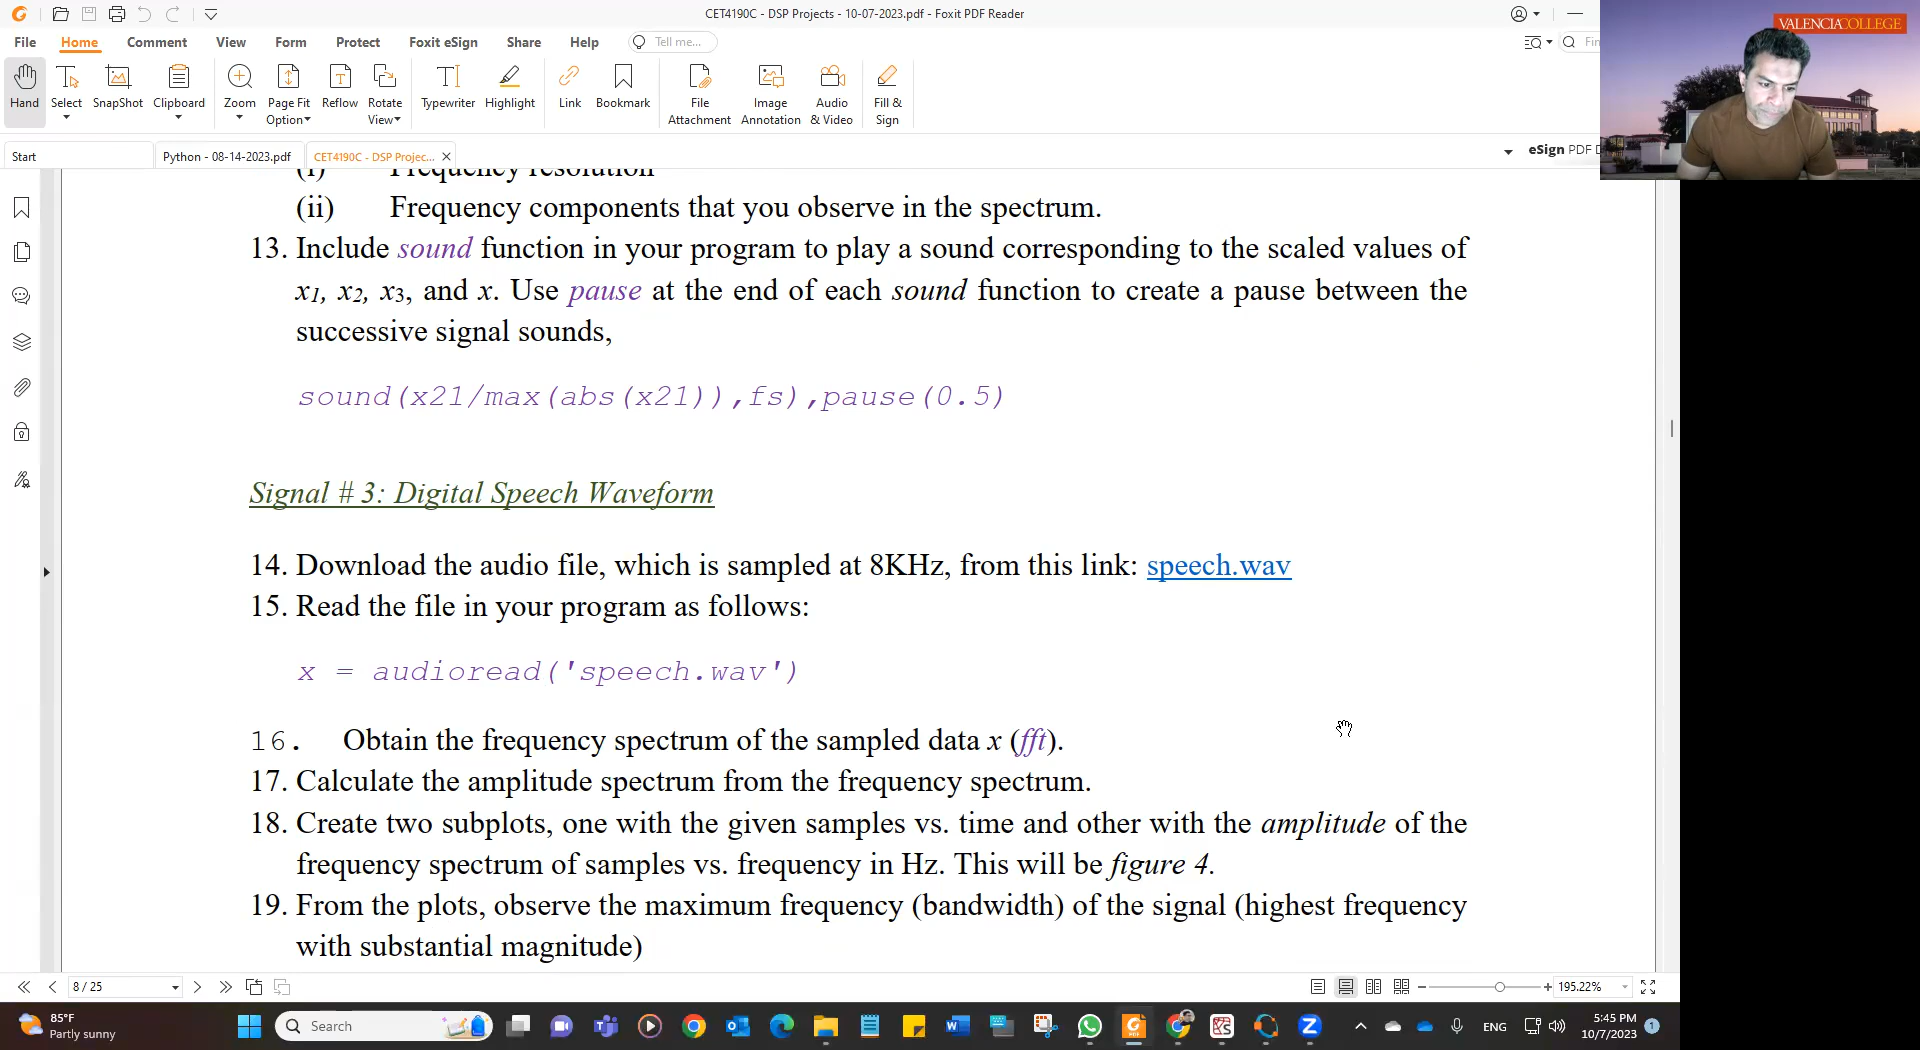 CET4190C - DSP Projects - 10-07-2023.pdf - Foxit PDF Reader
VALENCIACOLLEGE
File Home Comment View Form Protect Foxit eSign Share Help Tell me... Fin
Hand Select SnapShot Clipboard Zoom Page Fit Option Reflow Rotate View Typewriter Highlight Link Bookmark File Attachment Image Annotation Audio & Video Fill & Sign
Start Python - 08-14-2023.pdf CET4190C - DSP Projec... eSign PDF
(i) Frequency resolution
(ii) Frequency components that you observe in the spectrum.
13. Include sound function in your program to play a sound corresponding to the scaled values of
x1, x2, x3, and x. Use pause at the end of each sound function to create a pause between the
successive signal sounds,
sound(x21/max(abs(x21)),fs),pause(0.5)
Signal # 3: Digital Speech Waveform
14. Download the audio file, which is sampled at 8KHz, from this link: speech.wav
15. Read the file in your program as follows:
x = audioread('speech.wav')
16. Obtain the frequency spectrum of the sampled data x (fft).
17. Calculate the amplitude spectrum from the frequency spectrum.
18. Create two subplots, one with the given samples vs. time and other with the amplitude of the
frequency spectrum of samples vs. frequency in Hz. This will be figure 4.
19. From the plots, observe the maximum frequency (bandwidth) of the signal (highest frequency
with substantial magnitude)
8 / 25 195.22%
85°F
Partly sunny
Search
ENG
5:45 PM
10/7/2023
1